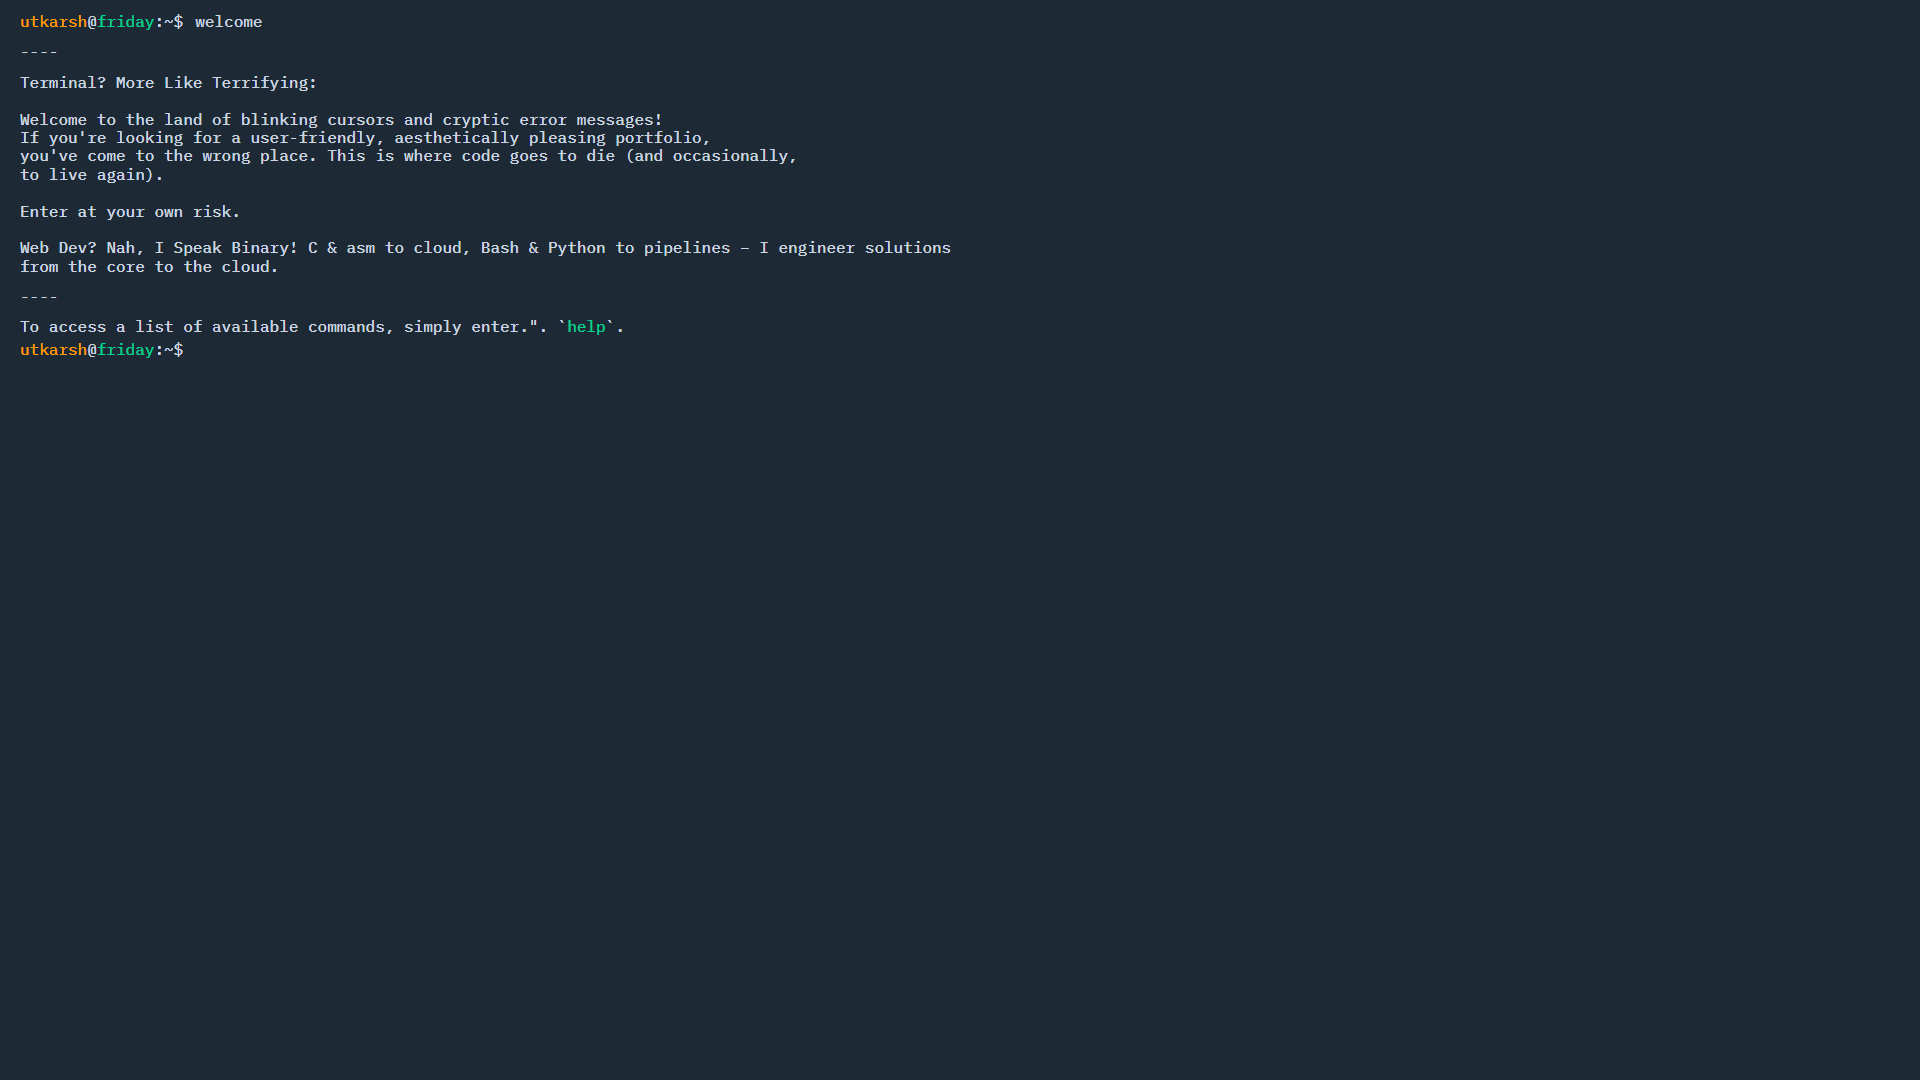 utkarsh@friday:~$ welcome
----
Terminal? More Like Terrifying:
Welcome to the land of blinking cursors and cryptic error messages!
If you're looking for a user-friendly, aesthetically pleasing portfolio,
you've come to the wrong place. This is where code goes to die (and occasionally,
to live again).
Enter at your own risk.
Web Dev? Nah, I Speak Binary! C & asm to cloud, Bash & Python to pipelines – I engineer solutions
from the core to the cloud.
----
To access a list of available commands, simply enter.". `help`.
utkarsh@friday:~$